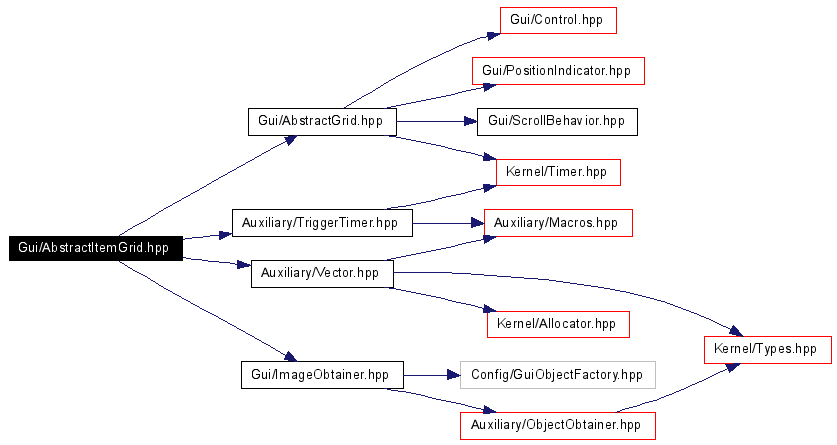 Gui/Control.hpp
Gui/PositionIndicator.hpp
Gui/AbstractGrid.hpp
Gui/ScrollBehavior.hpp
Kernel/Timer.hpp
Auxiliary/TriggerTimer.hpp
Auxiliary/Macros.hpp
Gui/AbstractItemGrid.hpp
Auxiliary/Vector.hpp
Kernel/Allocator.hpp
Kernel/Types.hpp
Gui/ImageObtainer.hpp
Config/GuiObjectFactory.hpp
Auxiliary/ObjectObtainer.hpp